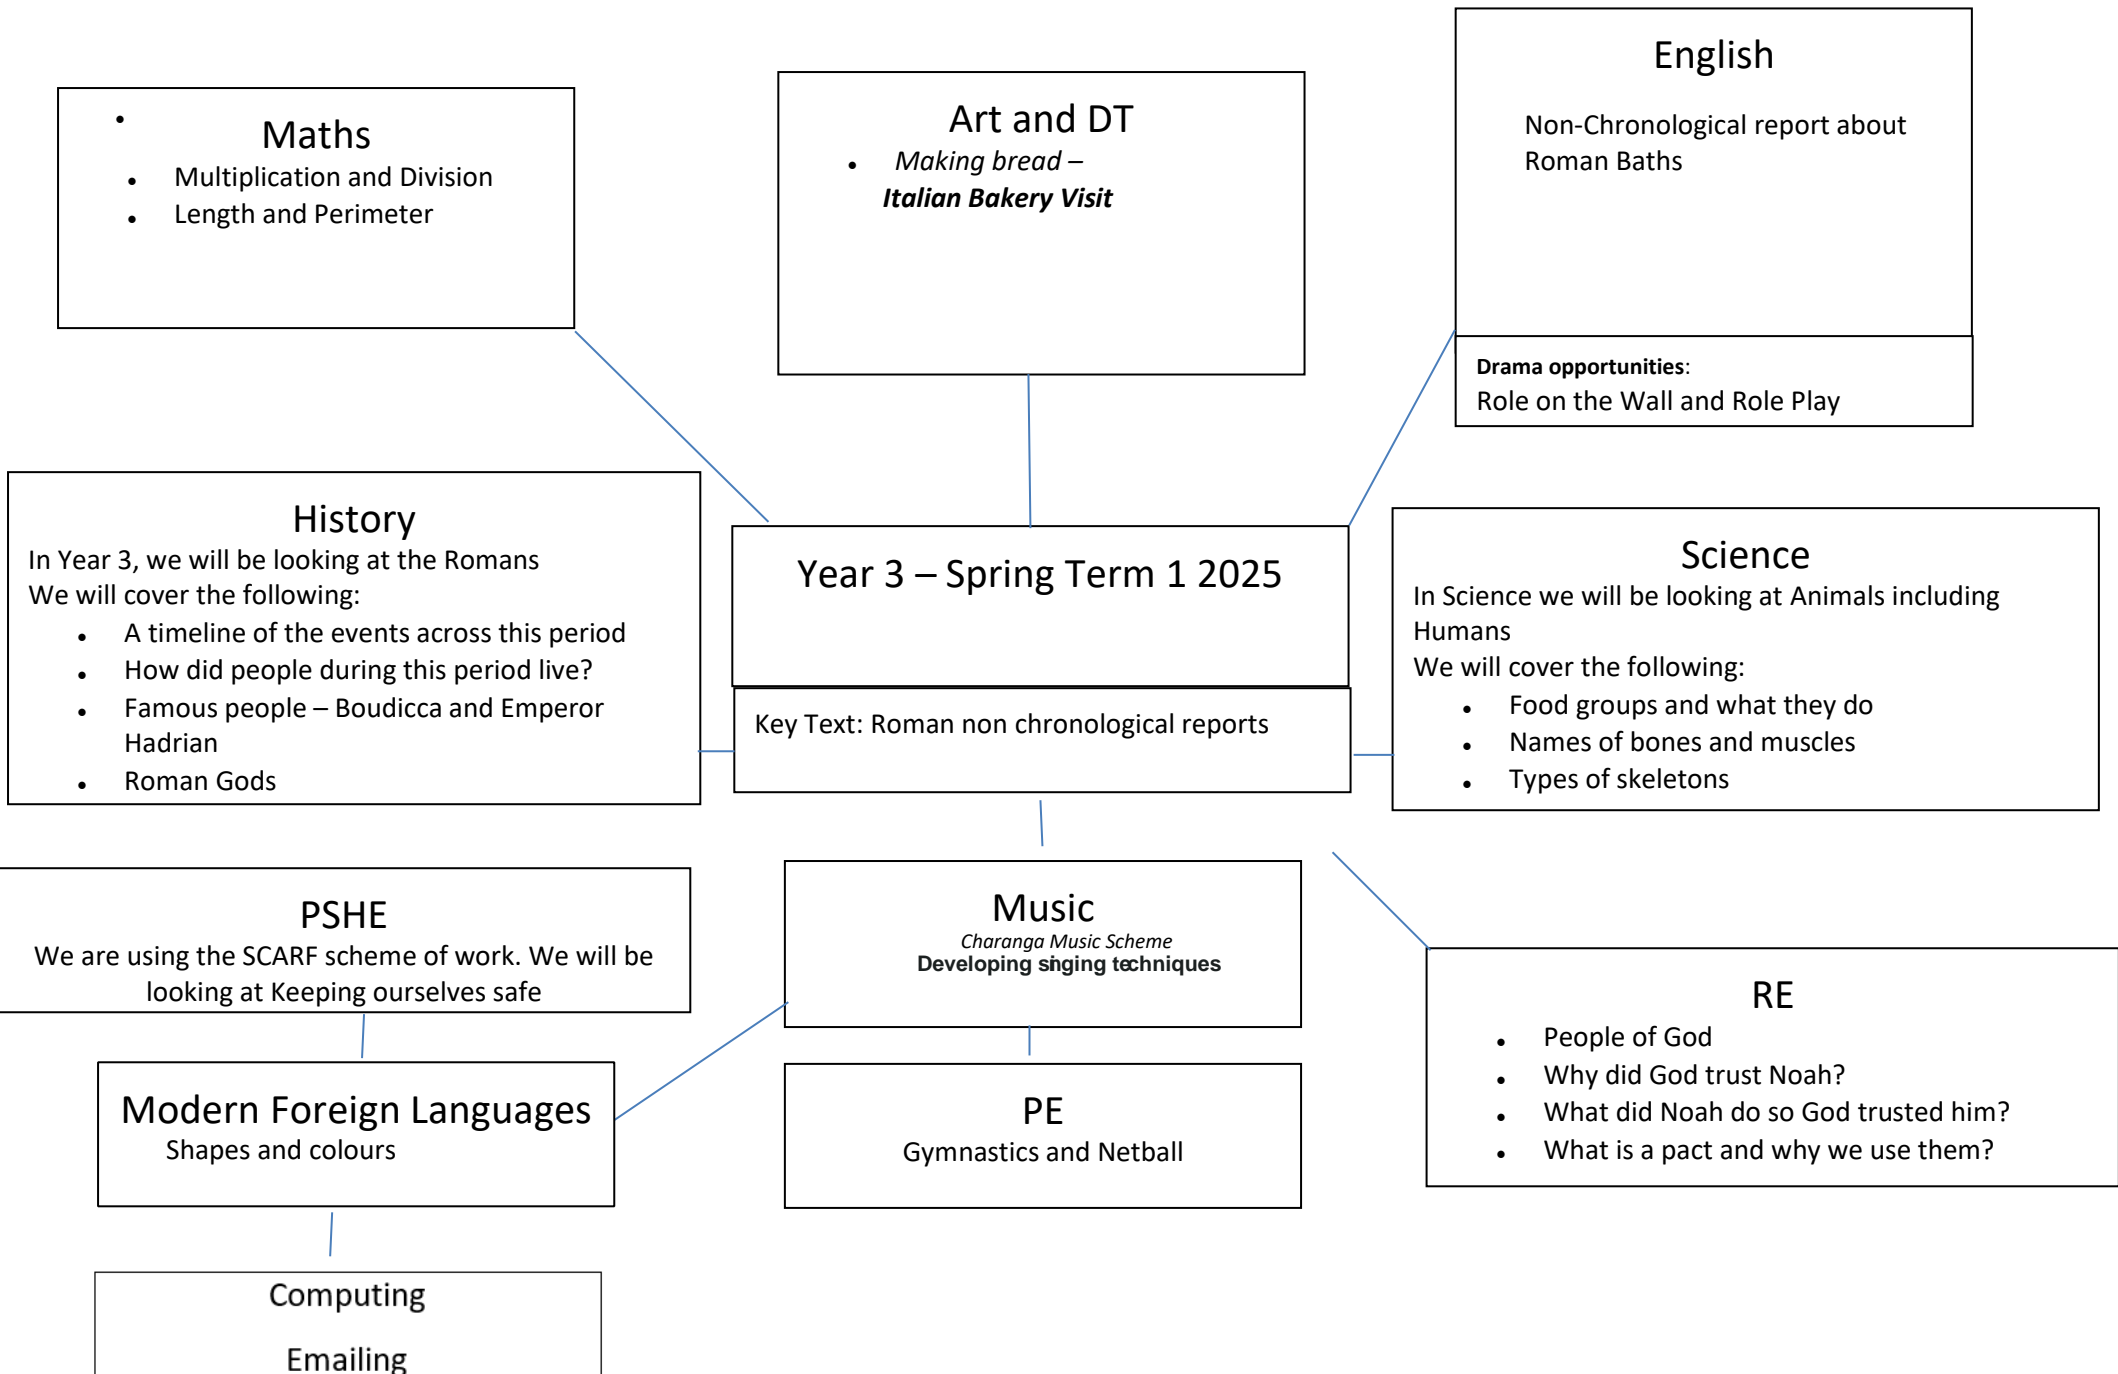 Maths
• Multiplication and Division
• Length and Perimeter
Art and DT
• Making bread –
Italian Bakery Visit
English
Non-Chronological report about
Roman Baths
Drama opportunities:
Role on the Wall and Role Play
History
In Year 3, we will be looking at the Romans
We will cover the following:
• A timeline of the events across this period
• How did people during this period live?
• Famous people – Boudicca and Emperor
Hadrian
• Roman Gods
Year 3 – Spring Term 1 2025
Key Text: Roman non chronological reports
Science
In Science we will be looking at Animals including
Humans
We will cover the following:
• Food groups and what they do
• Names of bones and muscles
• Types of skeletons
PSHE
We are using the SCARF scheme of work. We will be
looking at Keeping ourselves safe
Music
Charanga Music Scheme
Developing singing techniques
RE
• People of God
• Why did God trust Noah?
• What did Noah do so God trusted him?
• What is a pact and why we use them?
Modern Foreign Languages
Shapes and colours
PE
Gymnastics and Netball
Computing
Emailing